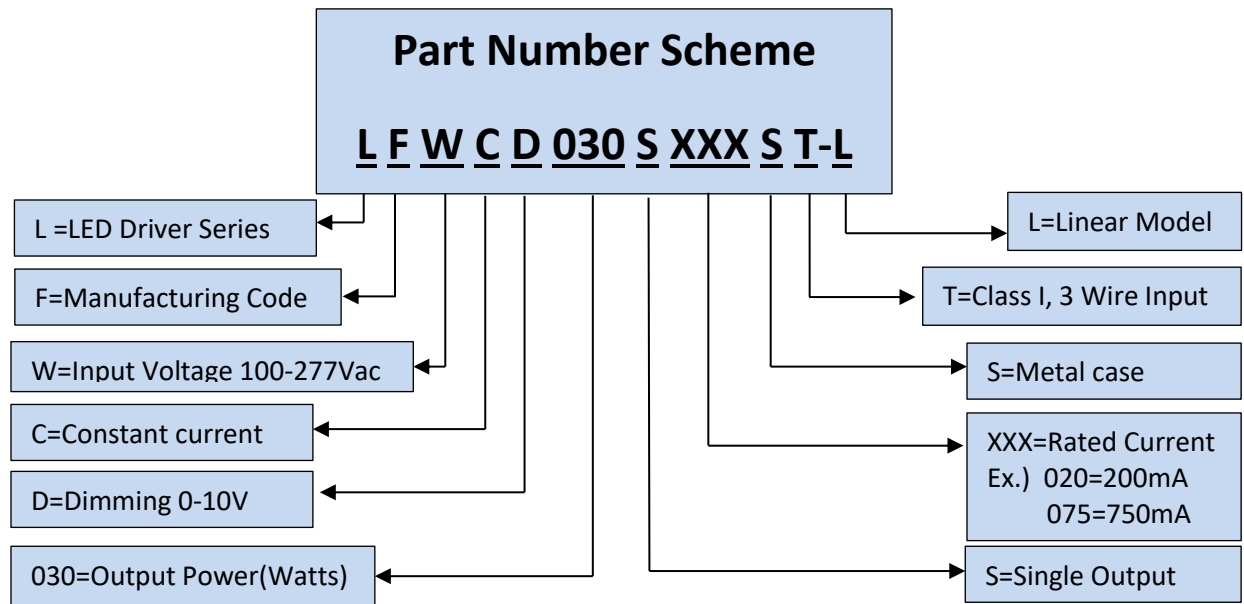 Part Number Scheme
L F W C D 030 S XXX S T-L
L =LED Driver Series
F=Manufacturing Code
W=Input Voltage 100-277Vac
C=Constant current
D=Dimming 0-10V
030=Output Power(Watts)
L=Linear Model
T=Class I, 3 Wire Input
S=Metal case
XXX=Rated Current
Ex.) 020=200mA
075=750mA
S=Single Output